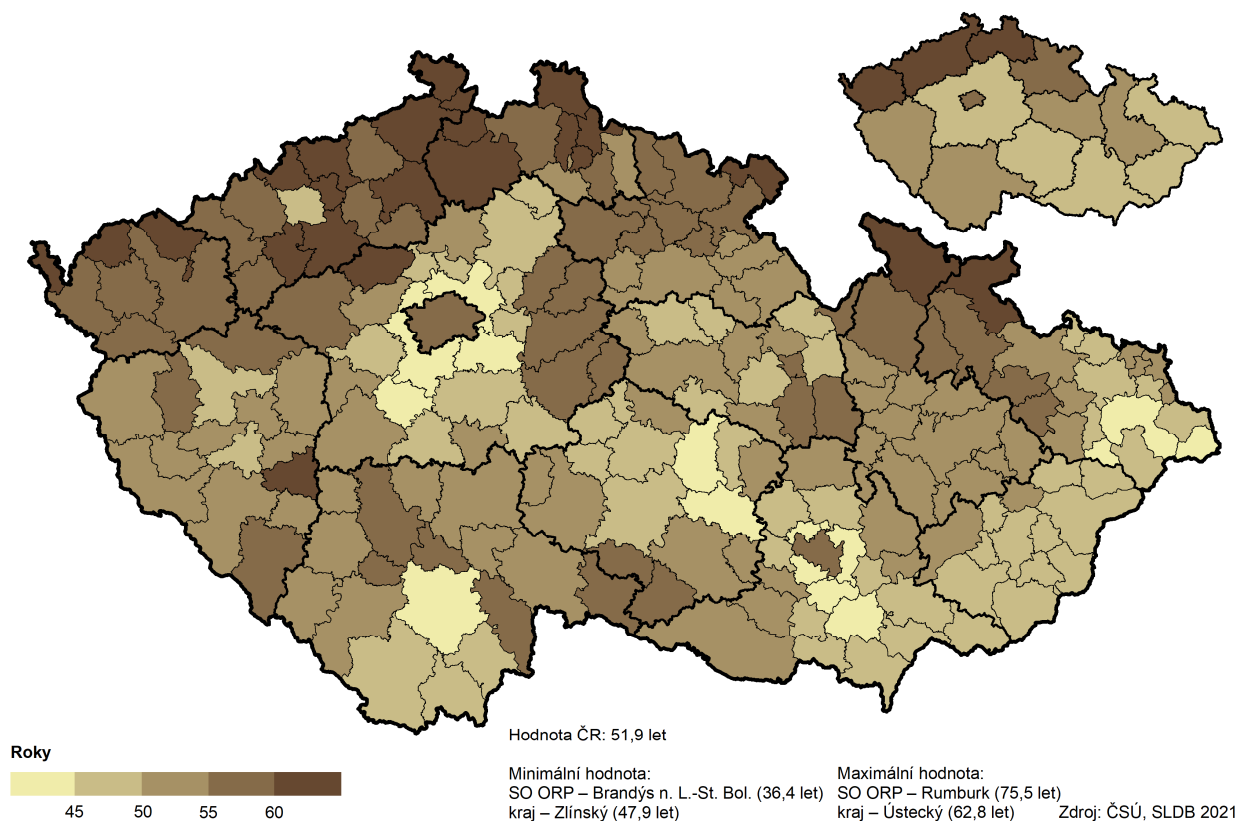 Hodnota ČR: 51,9 let
Roky
45 50 55 60
Minimální hodnota:
SO ORP – Brandýs n. L.-St. Bol. (36,4 let)
kraj – Zlínský (47,9 let)
Maximální hodnota:
SO ORP – Rumburk (75,5 let)
kraj – Ústecký (62,8 let)
Zdroj: ČSÚ, SLDB 2021